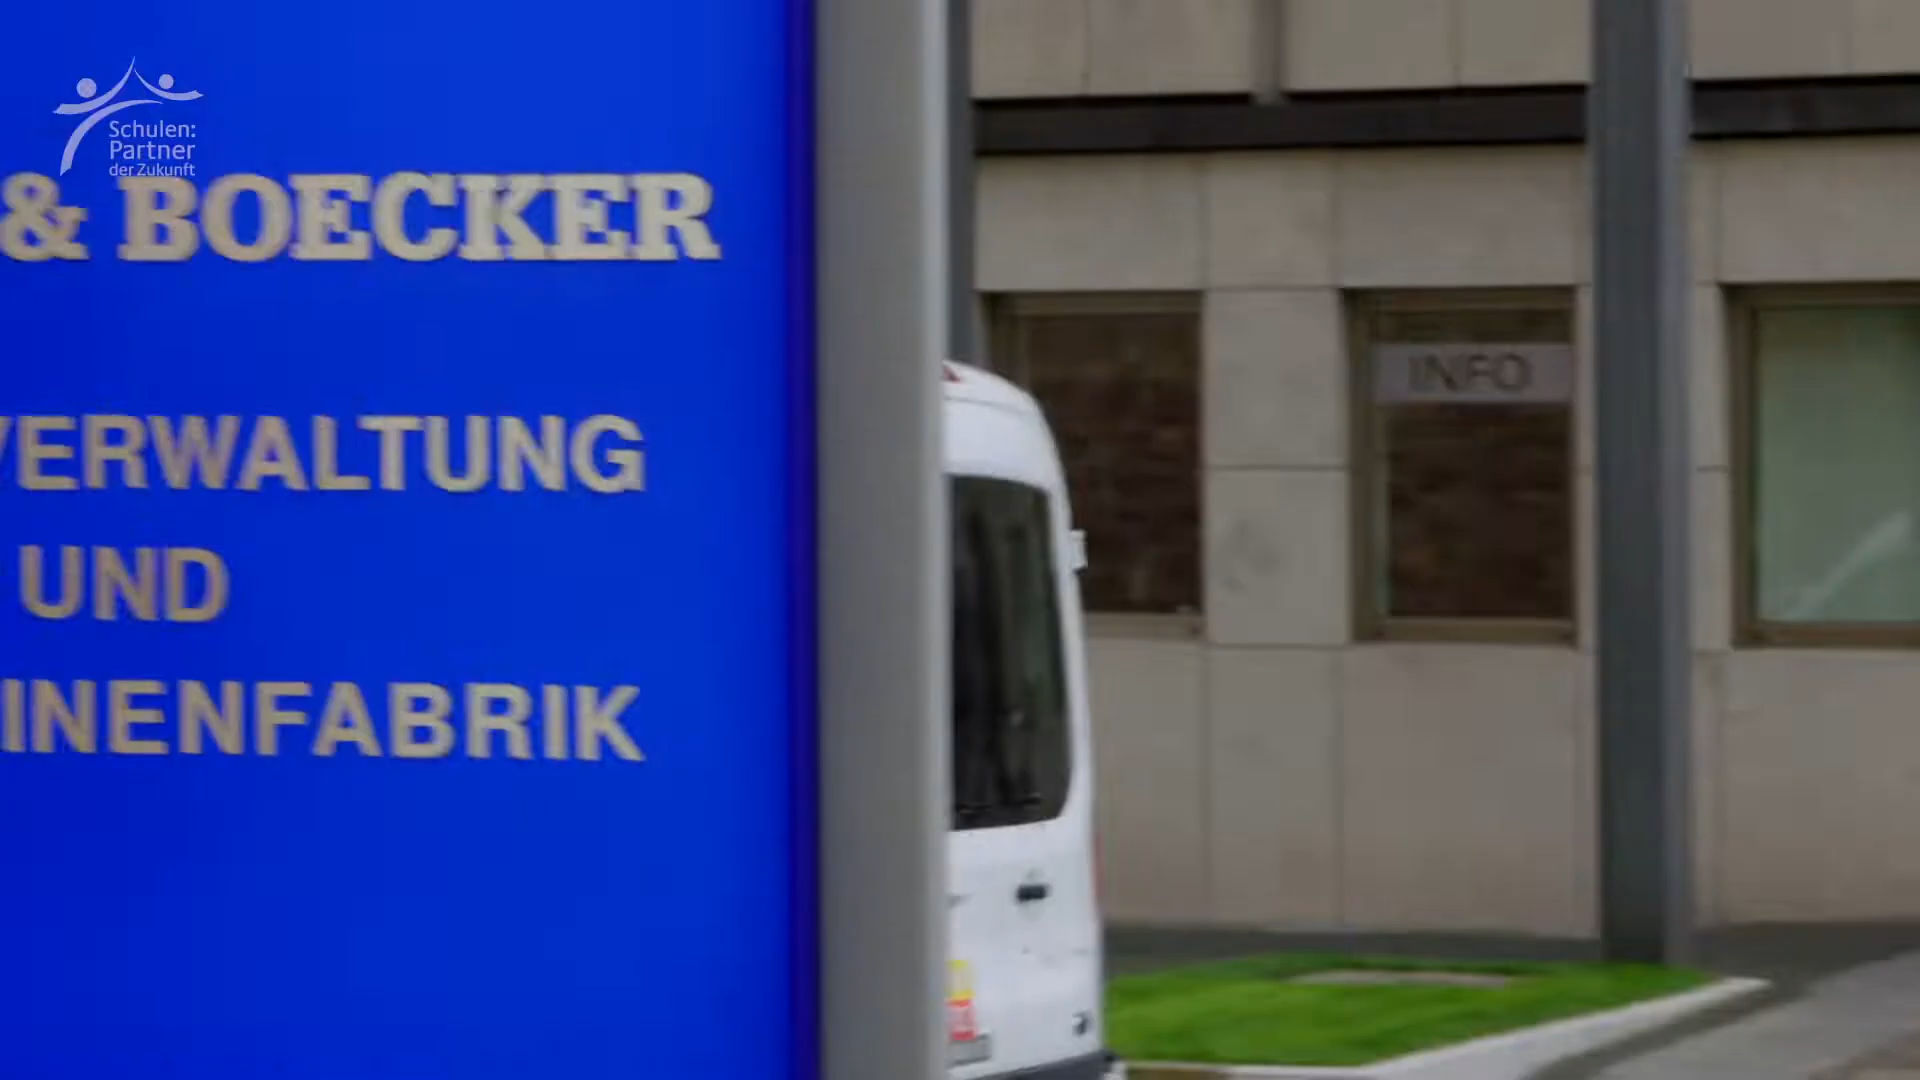 Schulen:
Partner
der Zukunft
& BOECKER
VERWALTUNG
UND
INENFABRIK
INFO